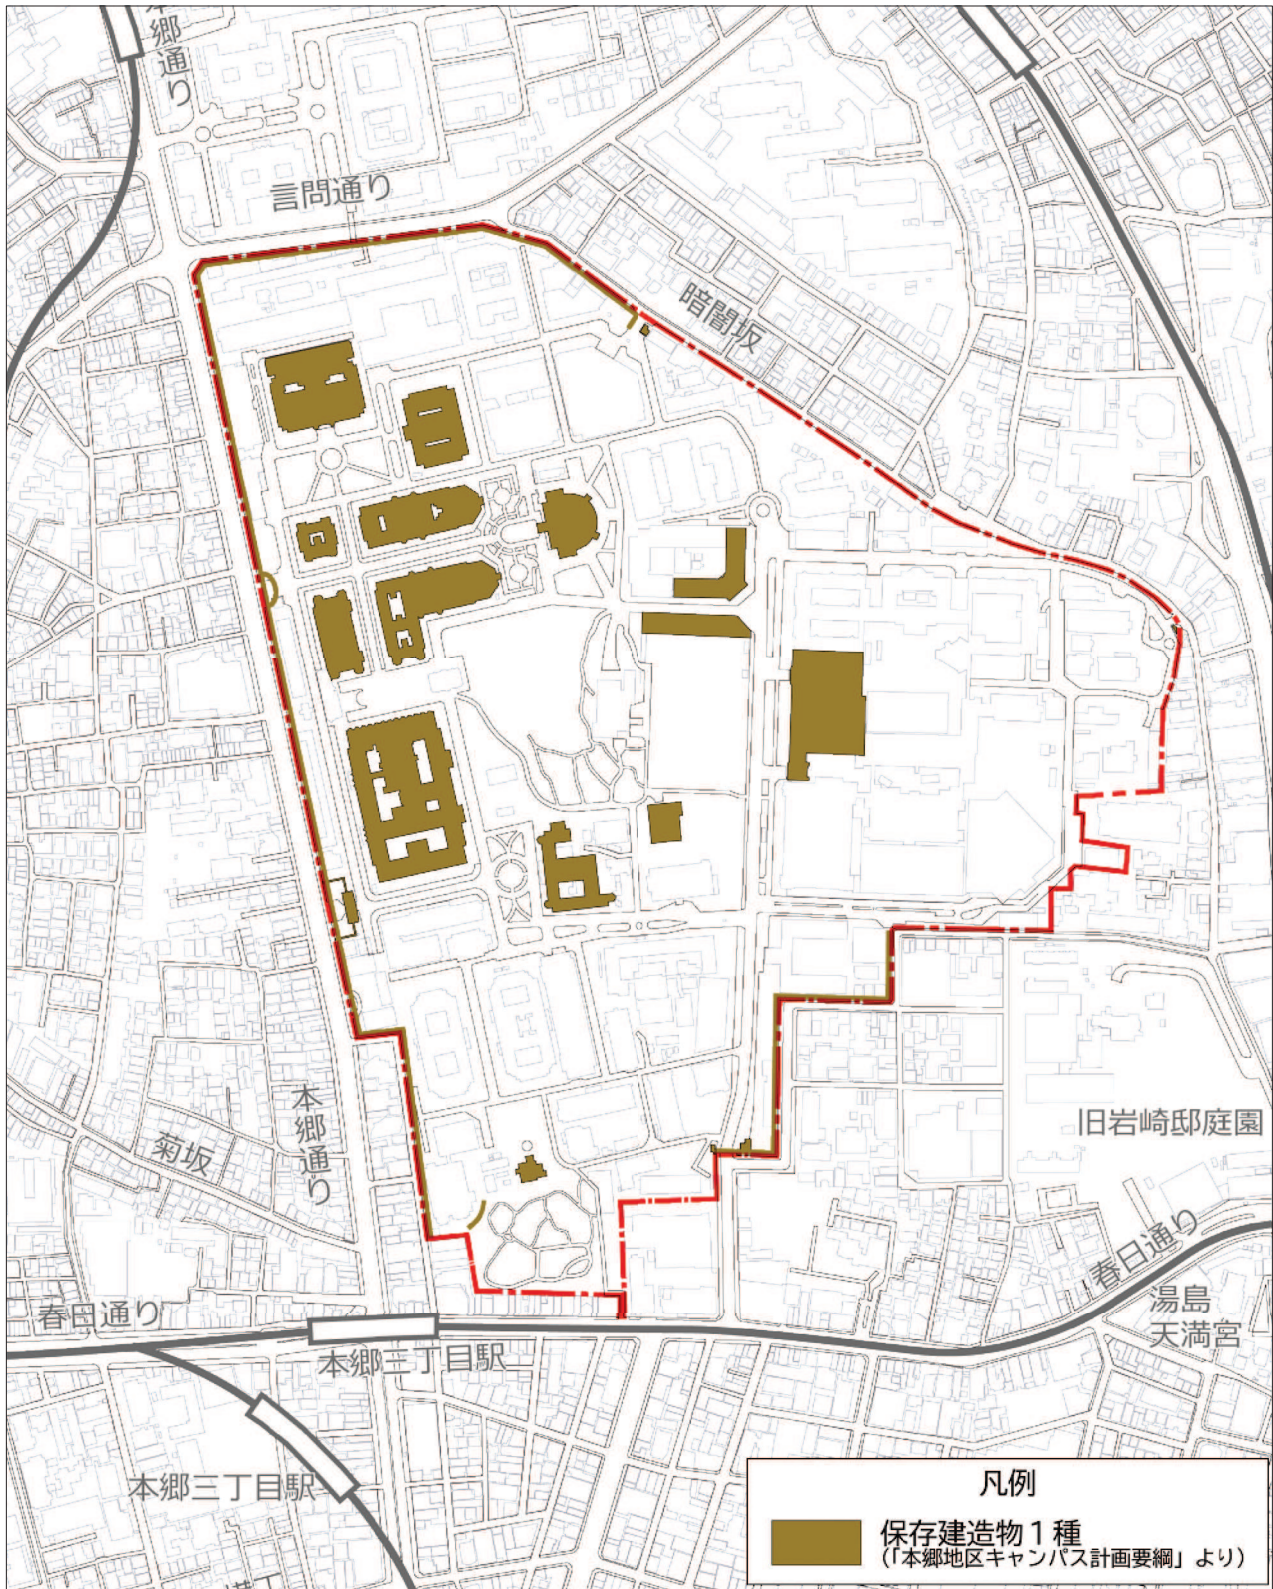 本郷通り
言問通り
暗闇坂
本郷通り
菊坂
旧岩崎邸庭園
春日通り
湯島
天満宮
春日通り
本郷三丁目駅
本郷三丁目駅
凡例
保存建造物1種
(「本郷地区キャンパス計画要綱」より)